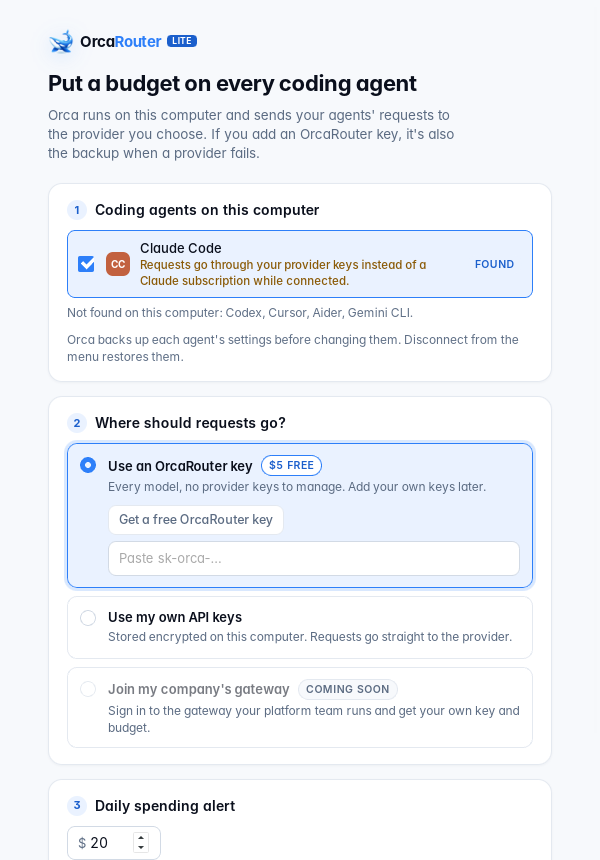 OrcaRouter LITE
Put a budget on every coding agent
Orca runs on this computer and sends your agents' requests to
the provider you choose. If you add an OrcaRouter key, it's also
the backup when a provider fails.
1 Coding agents on this computer
CC
Claude Code
Requests go through your provider keys instead of a
Claude subscription while connected.
FOUND
Not found on this computer: Codex, Cursor, Aider, Gemini CLI.
Orca backs up each agent's settings before changing them. Disconnect from the
menu restores them.
2 Where should requests go?
Use an OrcaRouter key $5 FREE
Every model, no provider keys to manage. Add your own keys later.
Get a free OrcaRouter key
Paste sk-orca-...
Use my own API keys
Stored encrypted on this computer. Requests go straight to the provider.
Join my company's gateway COMING SOON
Sign in to the gateway your platform team runs and get your own key and
budget.
3 Daily spending alert
$ 20